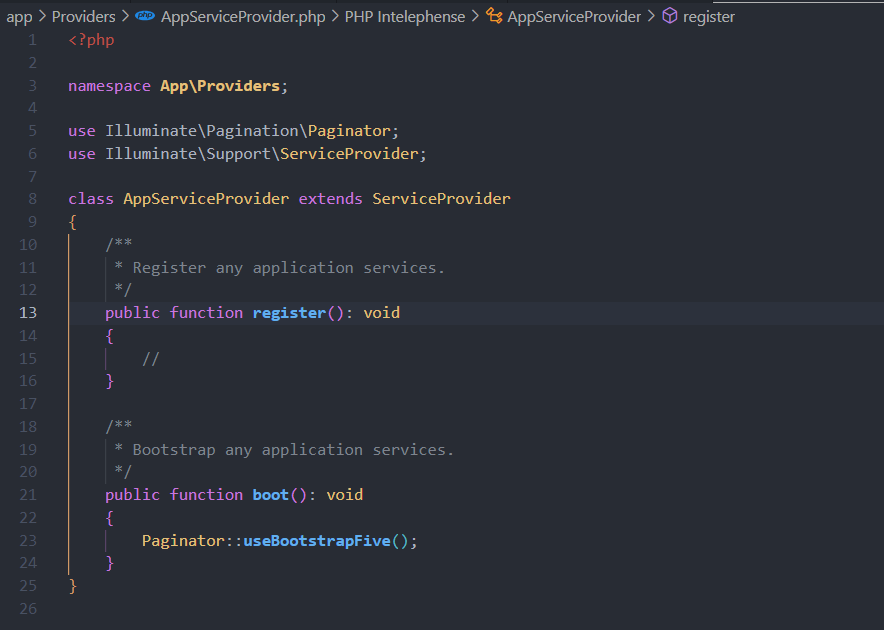 app > Providers > php AppServiceProvider.php > PHP Intelephense > AppServiceProvider > register
1 <?php
2
3 namespace App\Providers;
4
5 use Illuminate\Pagination\Paginator;
6 use Illuminate\Support\ServiceProvider;
7
8 class AppServiceProvider extends ServiceProvider
9 {
10     /**
11      * Register any application services.
12      */
13     public function register(): void
14     {
15         //
16     }
17
18     /**
19      * Bootstrap any application services.
20      */
21     public function boot(): void
22     {
23         Paginator::useBootstrapFive();
24     }
25 }
26